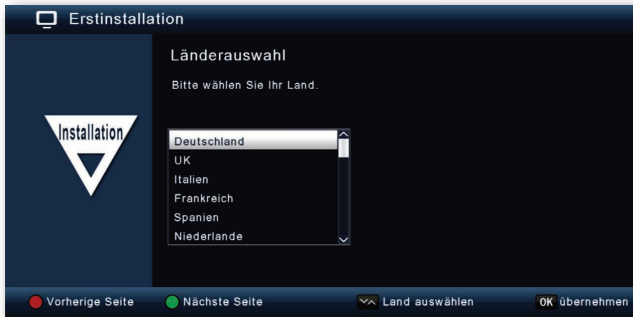 Erstinstallation
Länderauswahl
Bitte wählen Sie Ihr Land.
Installation
Deutschland
UK
Italien
Frankreich
Spanien
Niederlande
Vorherige Seite Nächste Seite Land auswählen OK übernehmen